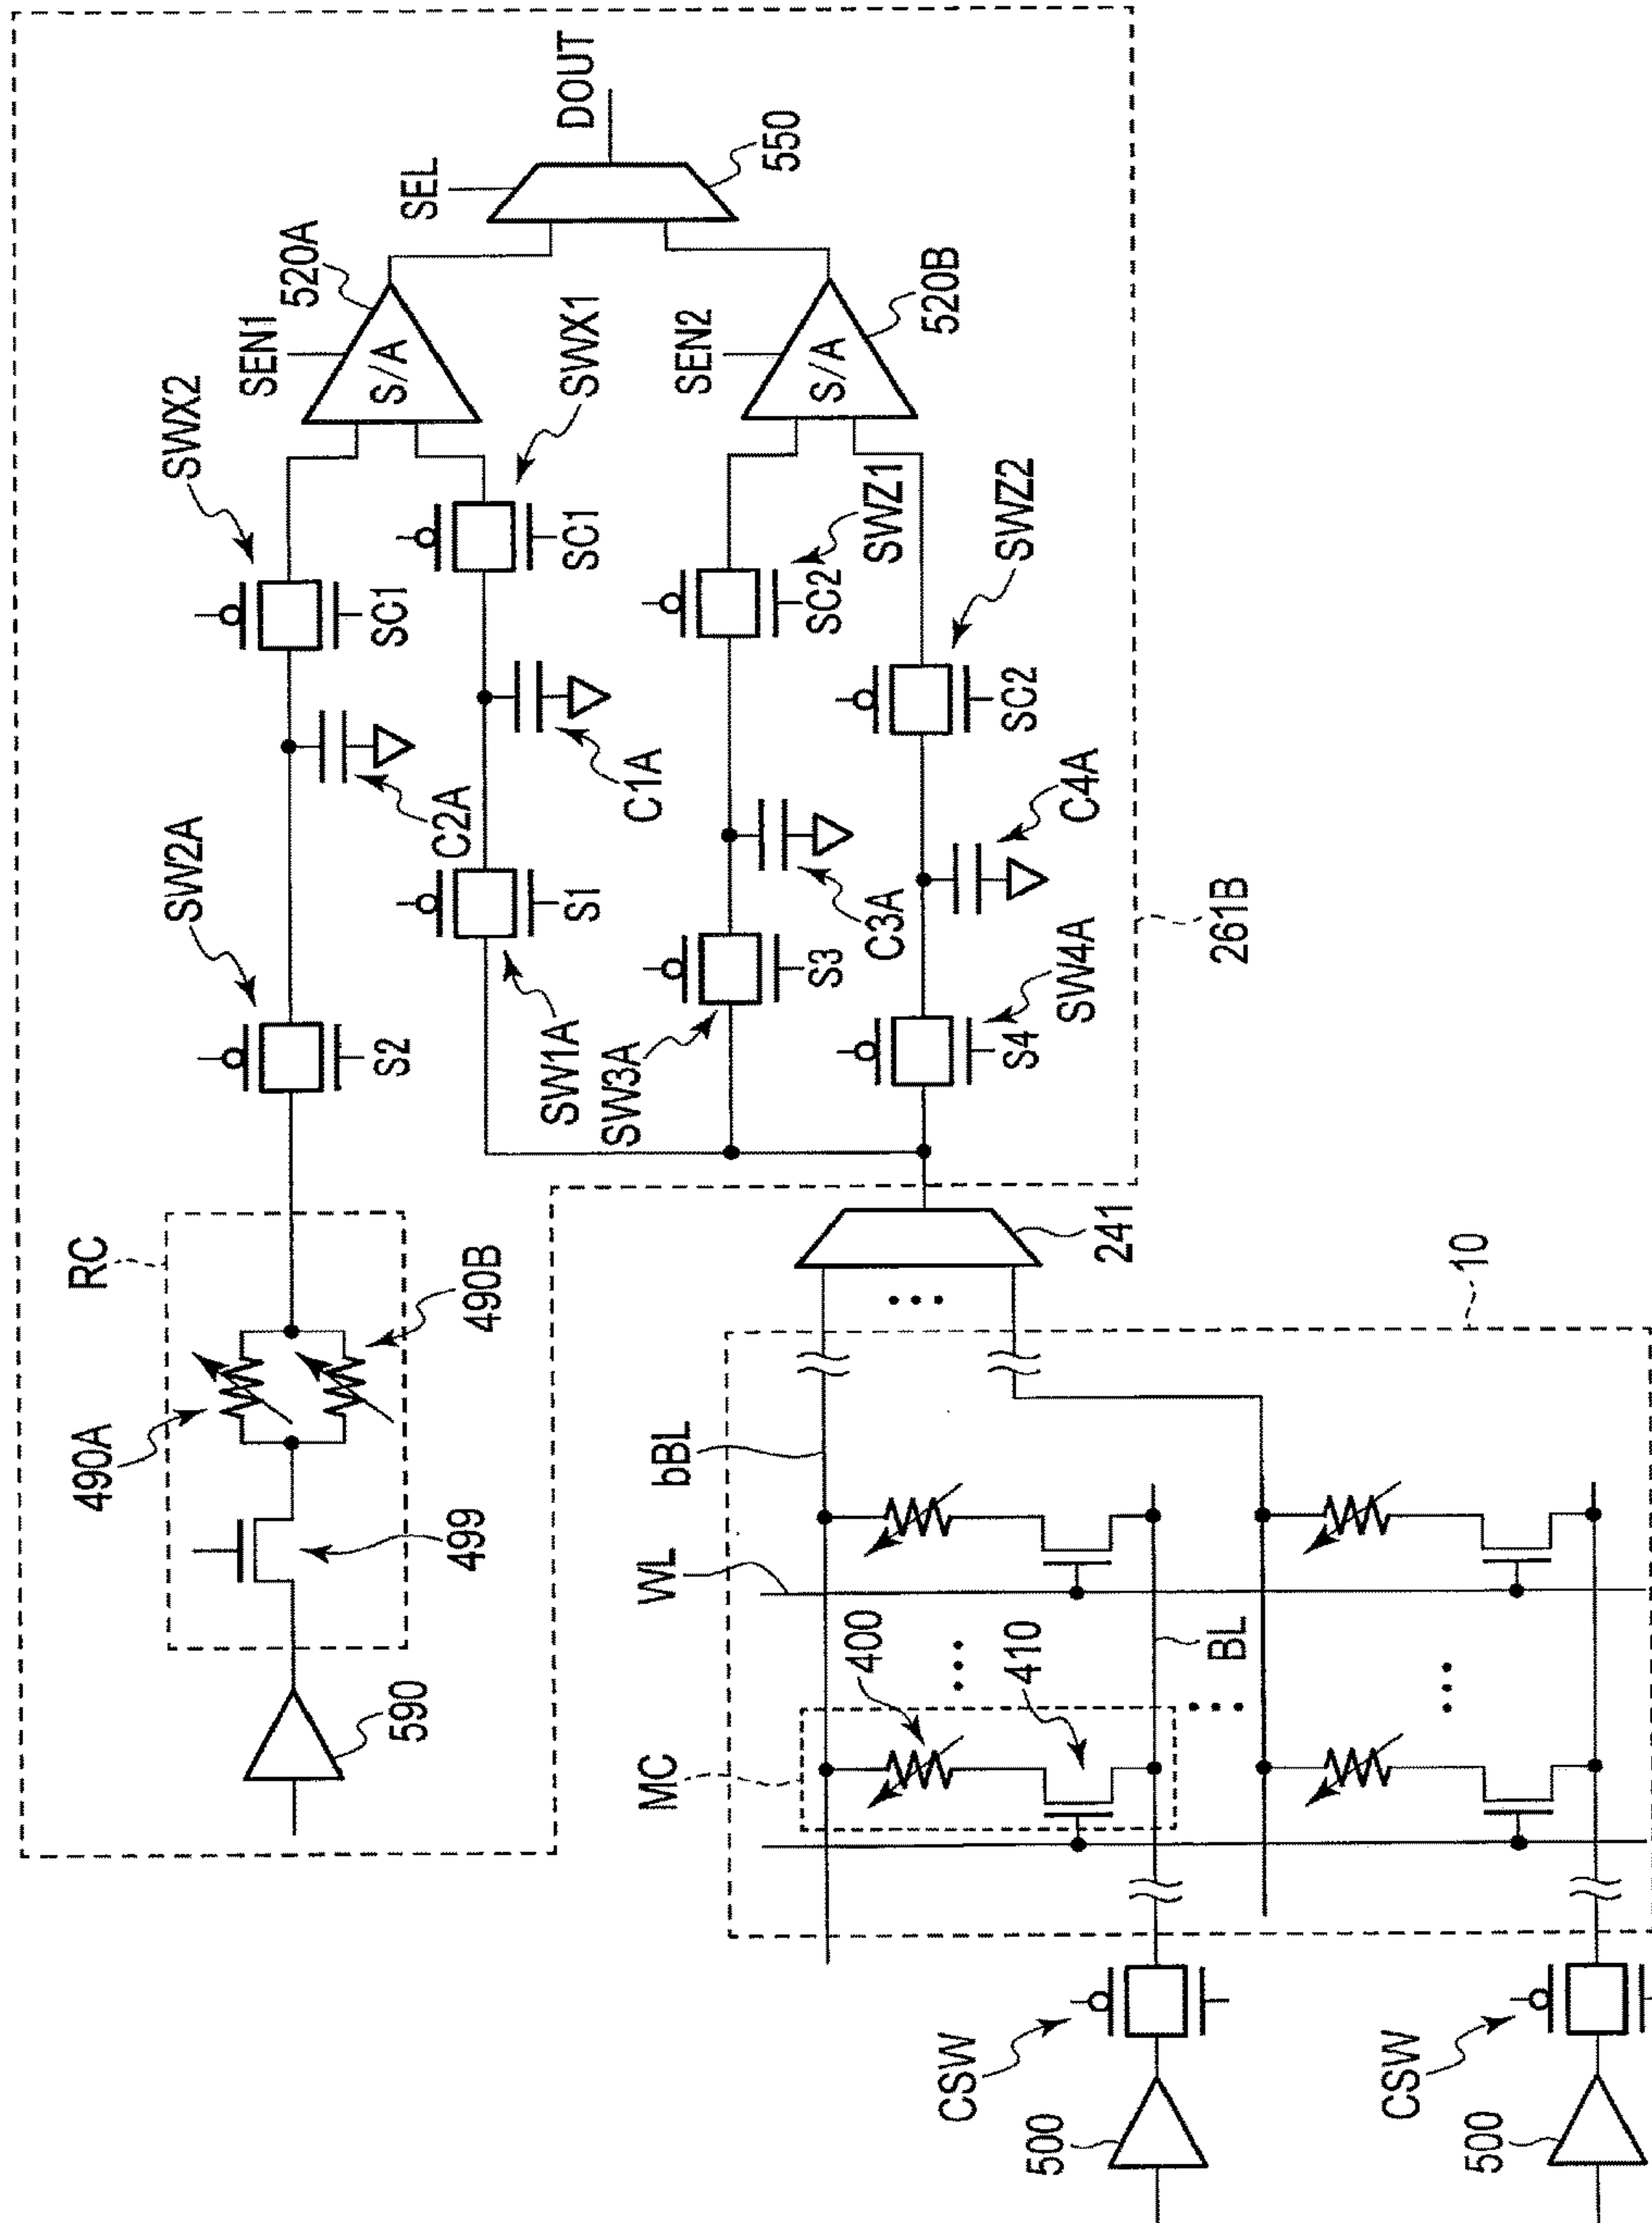 RC
490A
490B
499
590
SW2A
S2
C2A
SWX2
SC1
SEN1
520A
S/A
SEL
DOUT
550
SW1A
S1
C1A
SWX1
SC1
SW3A
S3
C3A
SWZ1
SC2
SEN2
520B
S/A
SW4A
S4
C4A
SWZ2
SC2
261B
241
10
bBL
WL
MC
400
410
BL
CSW
500
CSW
500